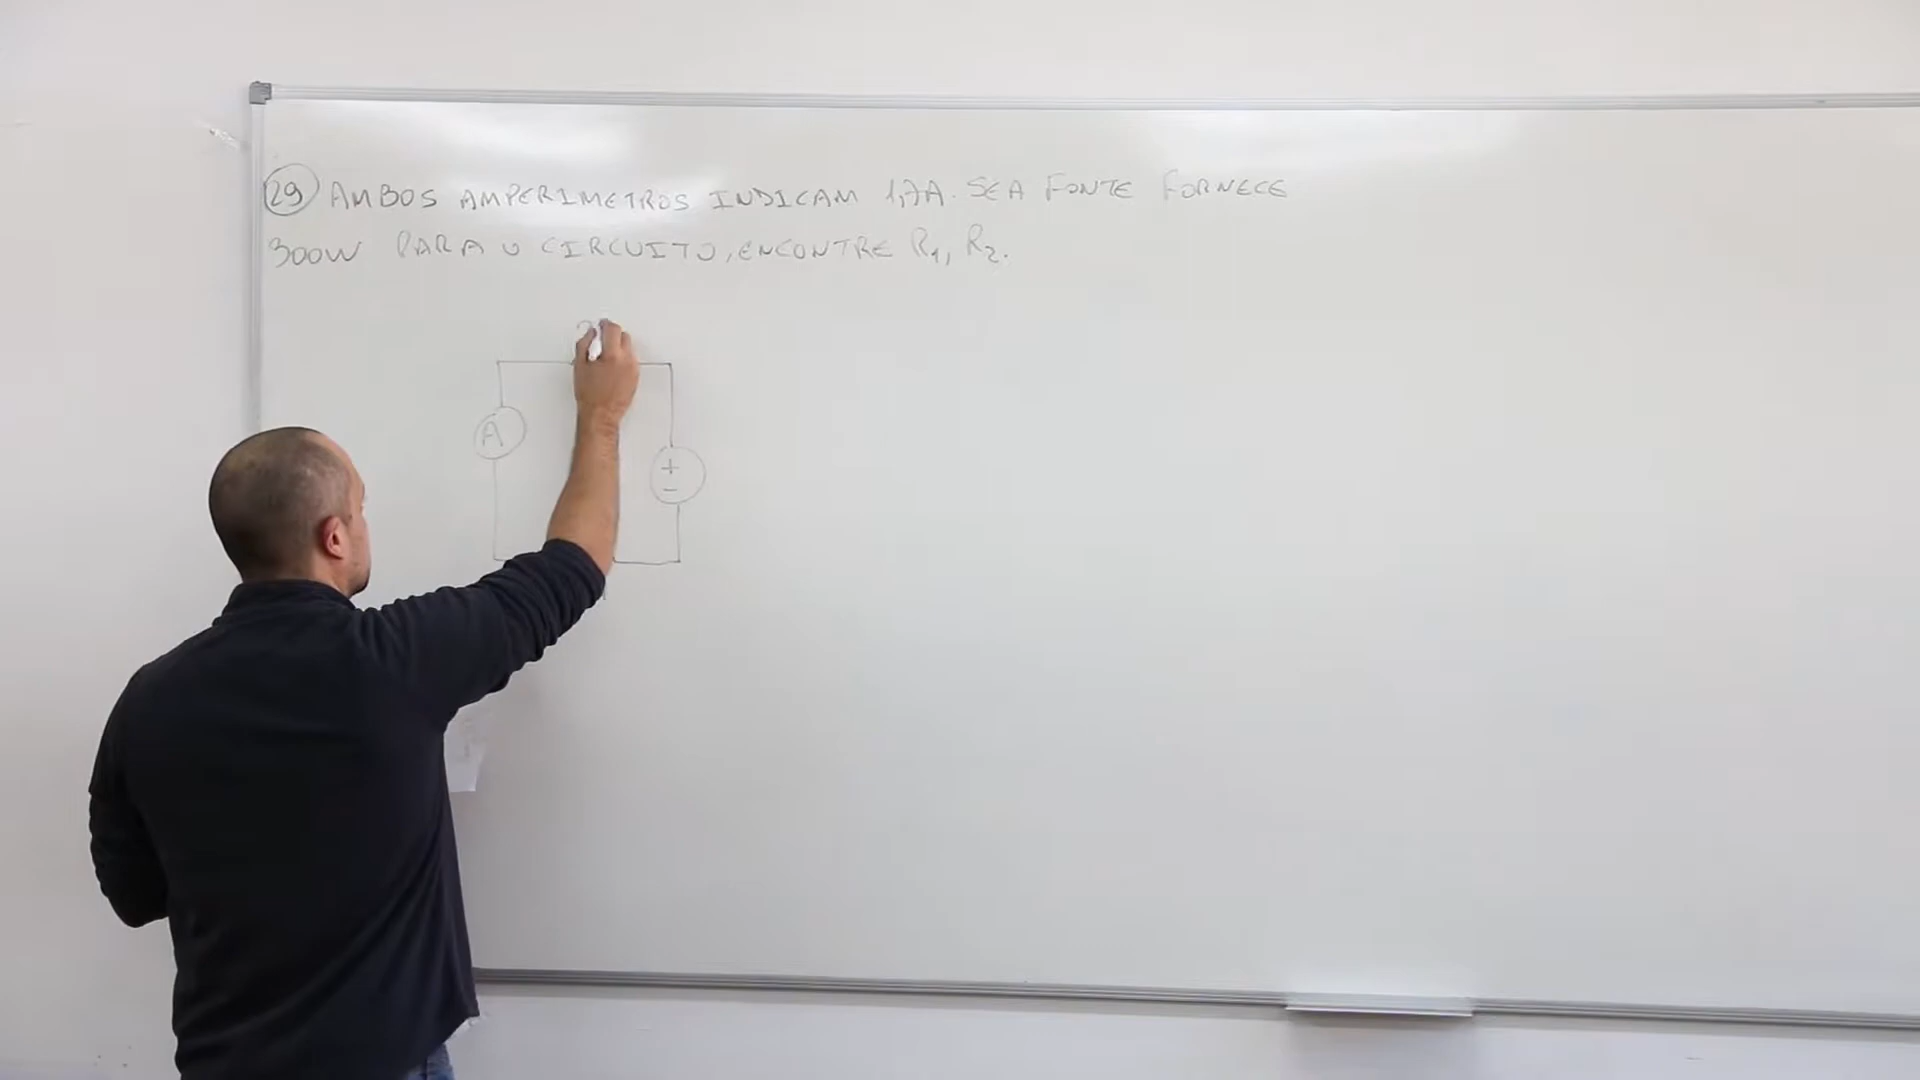 29 AMBOS AMPERIMETROS INDICAM 1,7A. SE A FONTE FORNECE
300W PARA O CIRCUITO, ENCONTRE R1, R2.
A
+
-